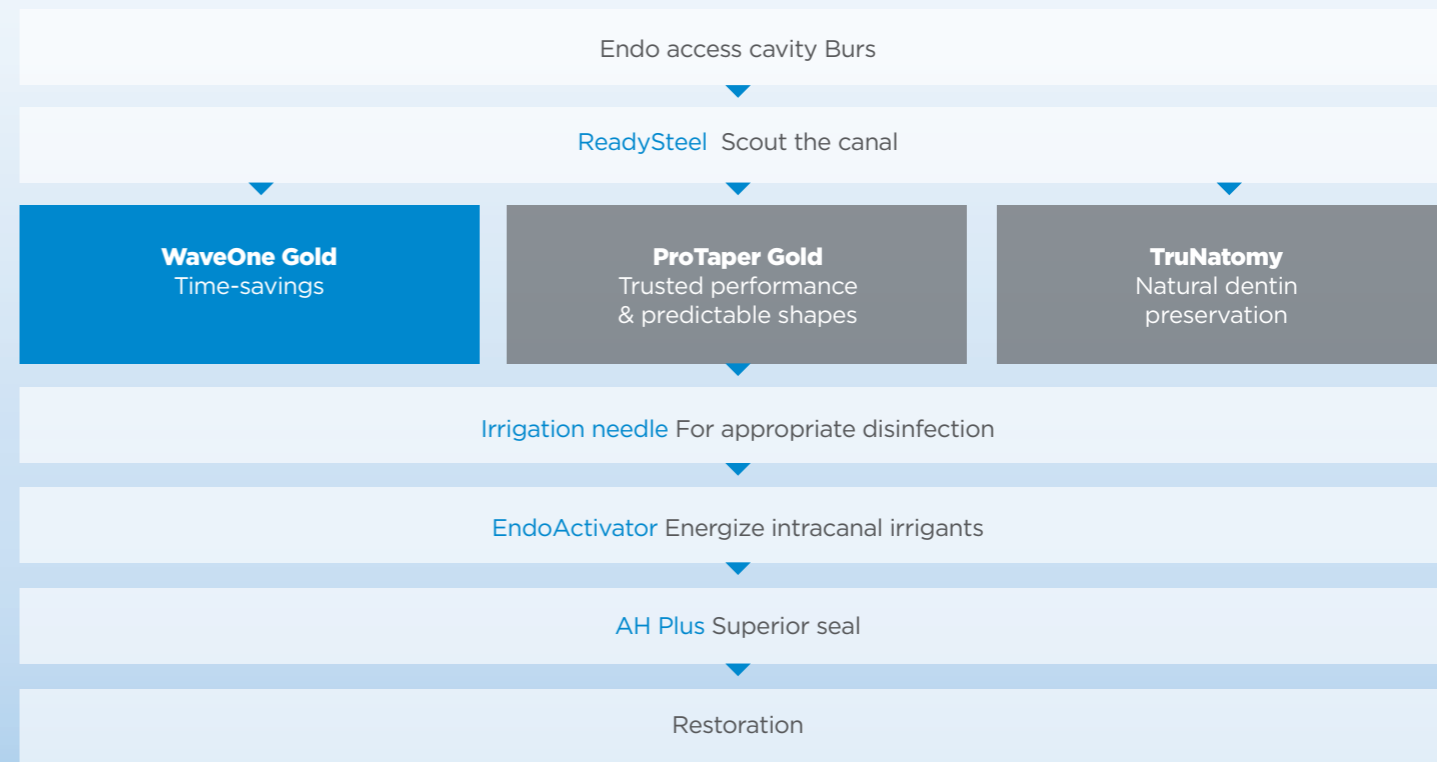 Endo access cavity Burs
ReadySteel Scout the canal
WaveOne Gold
Time-savings
ProTaper Gold
Trusted performance
& predictable shapes
TruNatomy
Natural dentin
preservation
Irrigation needle For appropriate disinfection
EndoActivator Energize intracanal irrigants
AH Plus Superior seal
Restoration